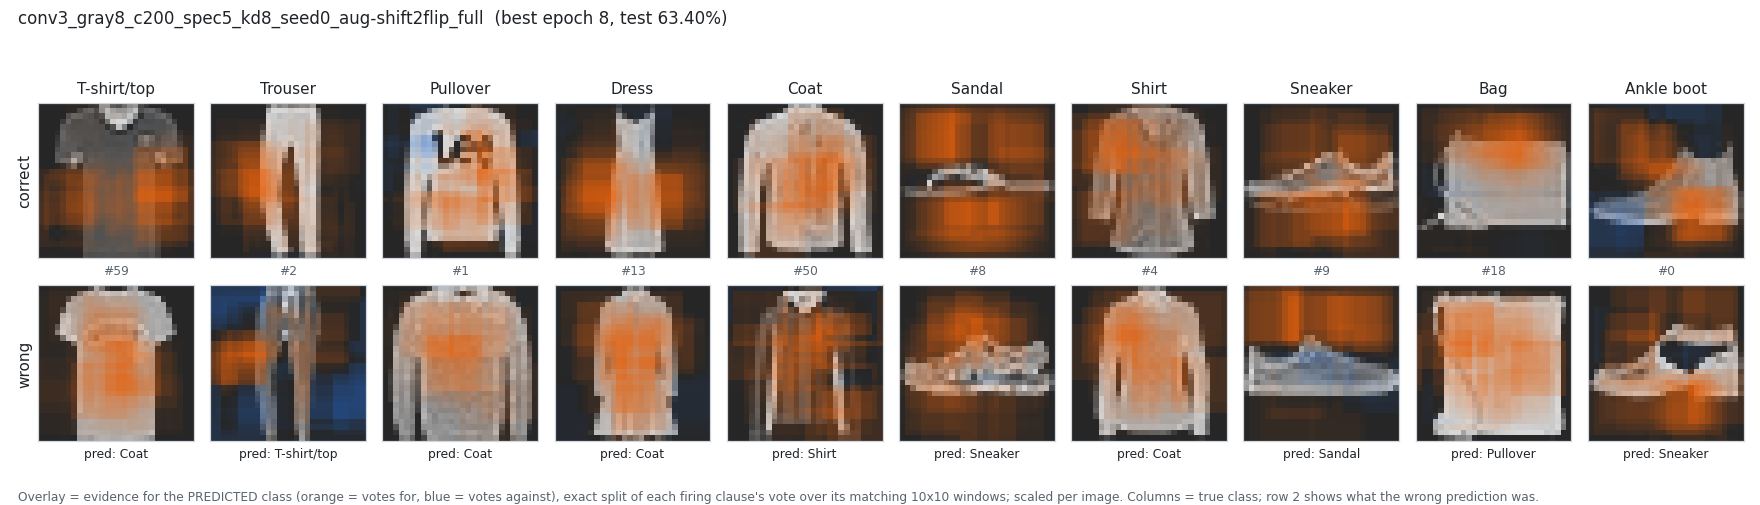 conv3_gray8_c200_spec5_kd8_seed0_aug-shift2flip_full (best epoch 8, test 63.40%)
T-shirt/top Trouser Pullover Dress Coat Sandal Shirt Sneaker Bag Ankle boot
correct
#59 #2 #1 #13 #50 #8 #4 #9 #18 #0
wrong
pred: Coat pred: T-shirt/top pred: Coat pred: Coat pred: Shirt pred: Sneaker pred: Coat pred: Sandal pred: Pullover pred: Sneaker
Overlay = evidence for the PREDICTED class (orange = votes for, blue = votes against), exact split of each firing clause's vote over its matching 10x10 windows; scaled per image. Columns = true class; row 2 shows what the wrong prediction was.